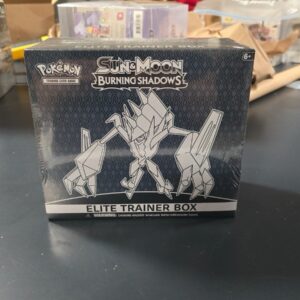 Pokémon
TRADING CARD GAME
SUN & MOON
BURNING SHADOWS
6+
ELITE TRAINER BOX
WARNING: